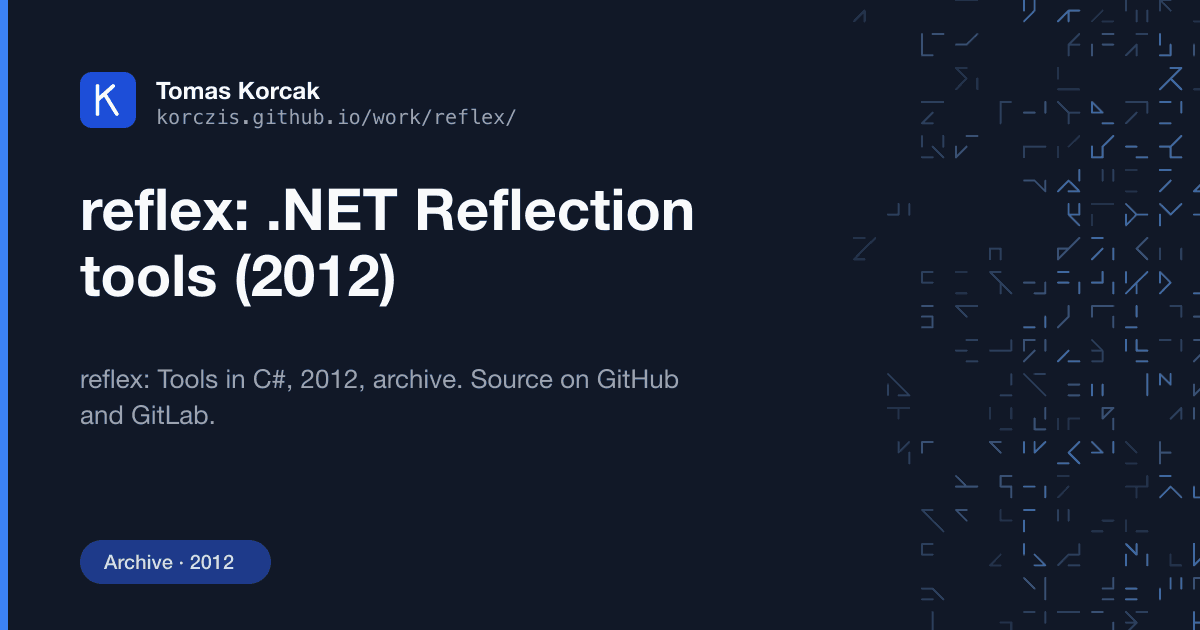 K
Tomas Korcak
korczis.github.io/work/reflex/
reflex: .NET Reflection
tools (2012)
reflex: Tools in C#, 2012, archive. Source on GitHub
and GitLab.
Archive · 2012